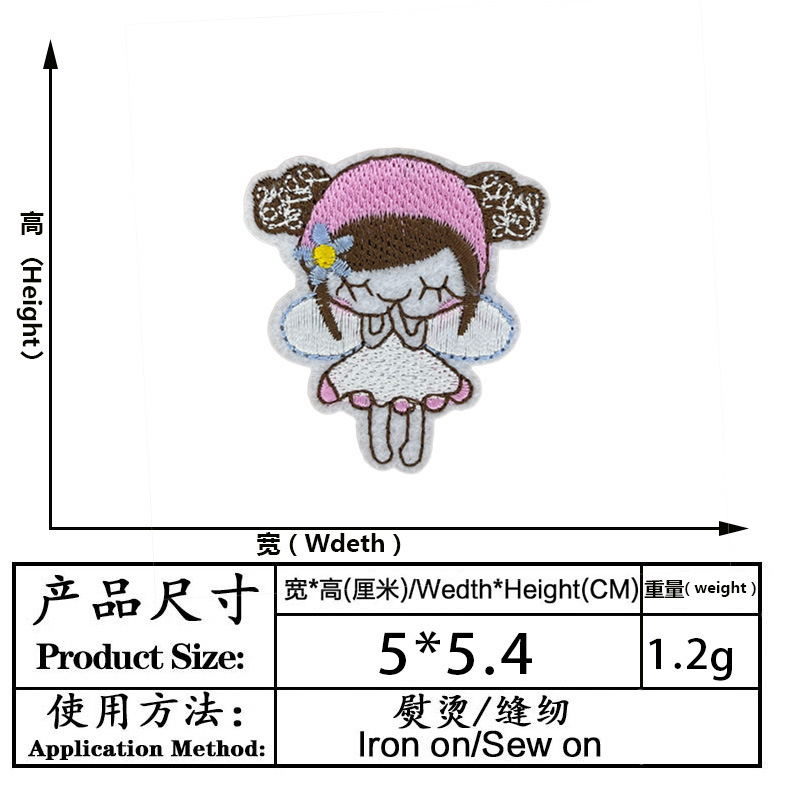 高
(Height)
宽 ( Wdeth )
产品尺寸
Product Size:
宽*高(厘米)/Wedth*Height(CM)
重量( weight )
5*5.4
1.2g
使用方法:
Application Method:
熨烫/缝纫
Iron on/Sew on